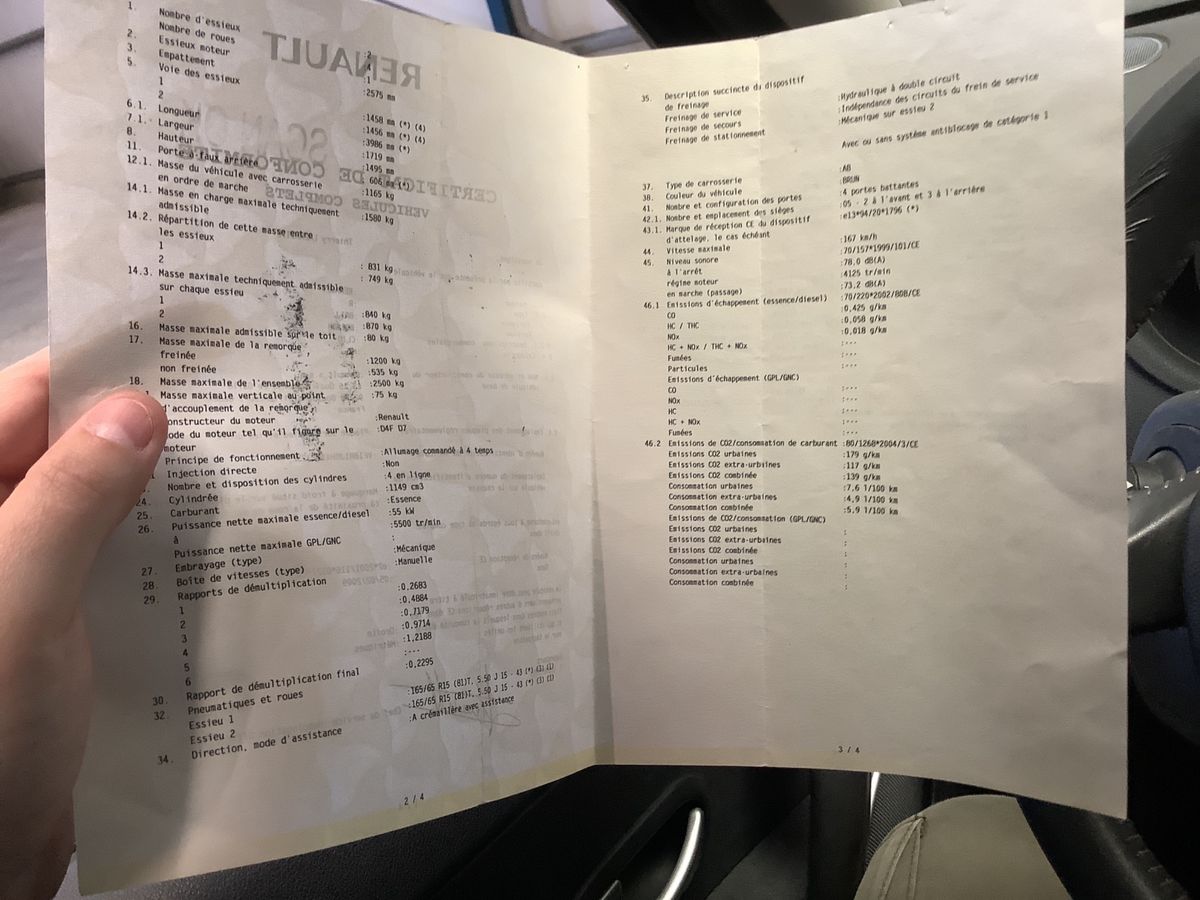 1. Nombre d'essieux :2
Nombre de roues :4
2. Essieux moteur :1
3. Empattement :2575 mm
5. Voie des essieux
1 :1458 mm (*) (4)
2 :1456 mm (*) (4)
6.1. Longueur :3986 mm (*)
7.1. Largeur :1719 mm
8. Hauteur :1495 mm
11. Porte-à-faux arrière : 606 mm (*)
12.1. Masse du véhicule avec carrosserie
en ordre de marche :1165 kg
14.1. Masse en charge maximale techniquement
admissible :1580 kg
14.2. Répartition de cette masse entre
les essieux
1 : 831 kg
2 : 749 kg
14.3. Masse maximale techniquement admissible
sur chaque essieu
1 :840 kg
2 :870 kg
16. Masse maximale admissible sur le toit :80 kg
17. Masse maximale de la remorque
freinée :1200 kg
non freinée :535 kg
18. Masse maximale de l'ensemble :2500 kg
Masse maximale verticale au point :75 kg
d'accouplement de la remorque
onstructeur du moteur :Renault
ode du moteur tel qu'il figure sur le :D4F D7
moteur
Principe de fonctionnement :Allumage commandé à 4 temps
Injection directe :Non
Nombre et disposition des cylindres :4 en ligne
24. Cylindrée :1149 cm3
25. Carburant :Essence
26. Puissance nette maximale essence/diesel :55 kW
à :5500 tr/min
Puissance nette maximale GPL/GNC :
27. Embrayage (type) :Mécanique
28. Boîte de vitesses (type) :Manuelle
29. Rapports de démultiplication
1 :0,2683
2 :0,4884
3 :0,7179
4 :0,9714
5 :1,2188
6 :---
30. Rapport de démultiplication final :0,2295
32. Pneumatiques et roues
Essieu 1 :165/65 R15 (81)T, 5.50 J 15 - 43 (*) (3) (1)
Essieu 2 :165/65 R15 (81)T, 5.50 J 15 - 43 (*) (3) (1)
34. Direction, mode d'assistance :A crémaillère avec assistance
2 / 4
35. Description succincte du dispositif
de freinage
Freinage de service :Hydraulique à double circuit
Freinage de secours :Indépendance des circuits du frein de service
Freinage de stationnement :Mécanique sur essieu 2
Avec ou sans système antiblocage de catégorie 1
37. Type de carrosserie :AB
38. Couleur du véhicule :BRUN
41. Nombre et configuration des portes :4 portes battantes
42.1. Nombre et emplacement des sièges :05 - 2 à l'avant et 3 à l'arrière
43.1. Marque de réception CE du dispositif :e13*94/20*1796 (*)
d'attelage, le cas échéant
44. Vitesse maximale :167 km/h
45. Niveau sonore :70/157*1999/101/CE
à l'arrêt :78,0 dB(A)
régime moteur :4125 tr/min
en marche (passage) :73,2 dB(A)
46.1 Emissions d'échappement (essence/diesel) :70/220*2002/80B/CE
CO :0,425 g/km
HC / THC :0,058 g/km
NOx :0,018 g/km
HC + NOx / THC + NOx :---
Fumées :---
Particules
Emissions d'échappement (GPL/GNC)
CO :---
NOx :---
HC :---
HC + NOx :---
Fumées :---
46.2 Emissions de CO2/consommation de carburant :80/1268*2004/3/CE
Emissions CO2 urbaines :179 g/km
Emissions CO2 extra-urbaines :117 g/km
Emissions CO2 combinée :139 g/km
Consommation urbaines :7,6 l/100 km
Consommation extra-urbaines :4,9 l/100 km
Consommation combinée :5,9 l/100 km
Emissions de CO2/consommation (GPL/GNC)
Emissions CO2 urbaines :
Emissions CO2 extra-urbaines :
Emissions CO2 combinée :
Consommation urbaines :
Consommation extra-urbaines :
Consommation combinée :
3 / 4
RENAULT
CERTIFICATE DE CONFORMITE
VEHICULES COMPLETS